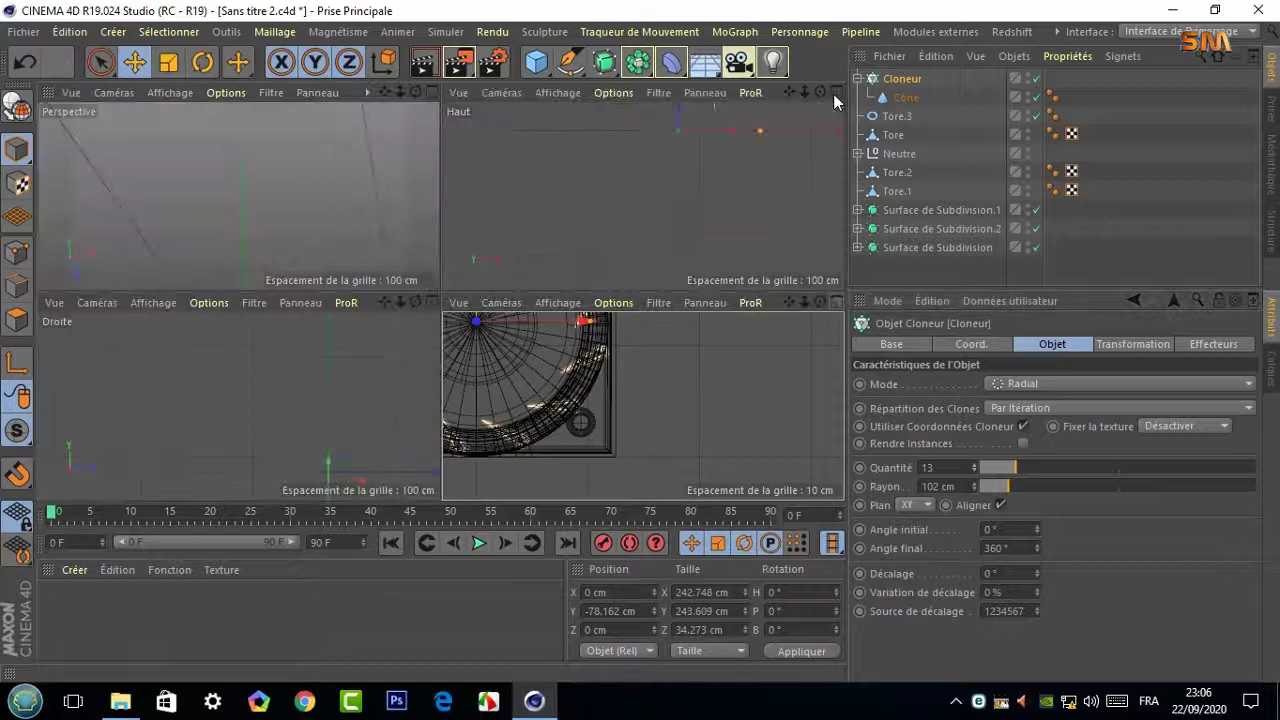 CINEMA 4D R19.024 Studio (RC - R19) - [Sans titre 2.c4d *] - Prise Principale
Fichier Édition Créer Sélectionner Outils Maillage Magnétisme Animer Simuler Rendu Sculpture Traqueur de Mouvement MoGraph Personnage Pipeline Modules externes Redshift Interface : Interface de Démarrage
SM
Vue Caméras Affichage Options Filtre Panneau
Vue Caméras Affichage Options Filtre Panneau ProR
Fichier Édition Vue Objets Propriétés Signets
Perspective
Haut
Espacement de la grille : 100 cm
Espacement de la grille : 100 cm
Cloneur
Cône
Tore.3
Tore
Neutre
Tore.2
Tore.1
Surface de Subdivision.1
Surface de Subdivision.2
Surface de Subdivision
Objets
Prises
Médiathèque
Structure
Vue Caméras Affichage Options Filtre Panneau ProR
Vue Caméras Affichage Options Filtre Panneau ProR
Droite
Espacement de la grille : 100 cm
Espacement de la grille : 10 cm
Mode Édition Données utilisateur
Objet Cloneur [Cloneur]
Base Coord. Objet Transformation Effecteurs
Caractéristiques de l'Objet
Mode Radial
Répartition des Clones Par Itération
Utiliser Coordonnées Cloneur Fixer la texture Désactiver
Rendre Instances
Quantité 13
Rayon 102 cm
Plan XY Aligner
Angle initial 0 °
Angle final 360 °
Décalage 0 °
Variation de décalage 0 %
Source de décalage 1234567
Attributs
Calques
0 5 10 15 20 25 30 35 40 45 50 55 60 65 70 75 80 85 90 0 F
0 F 0 F 90 F 90 F
Créer Édition Fonction Texture
Position Taille Rotation
X 0 cm X 242.748 cm H 0 °
Y -78.162 cm Y 243.609 cm P 0 °
Z 0 cm Z 34.273 cm B 0 °
Objet (Rel) Taille Appliquer
MAXON
CINEMA 4D
FRA
23:06
22/09/2020